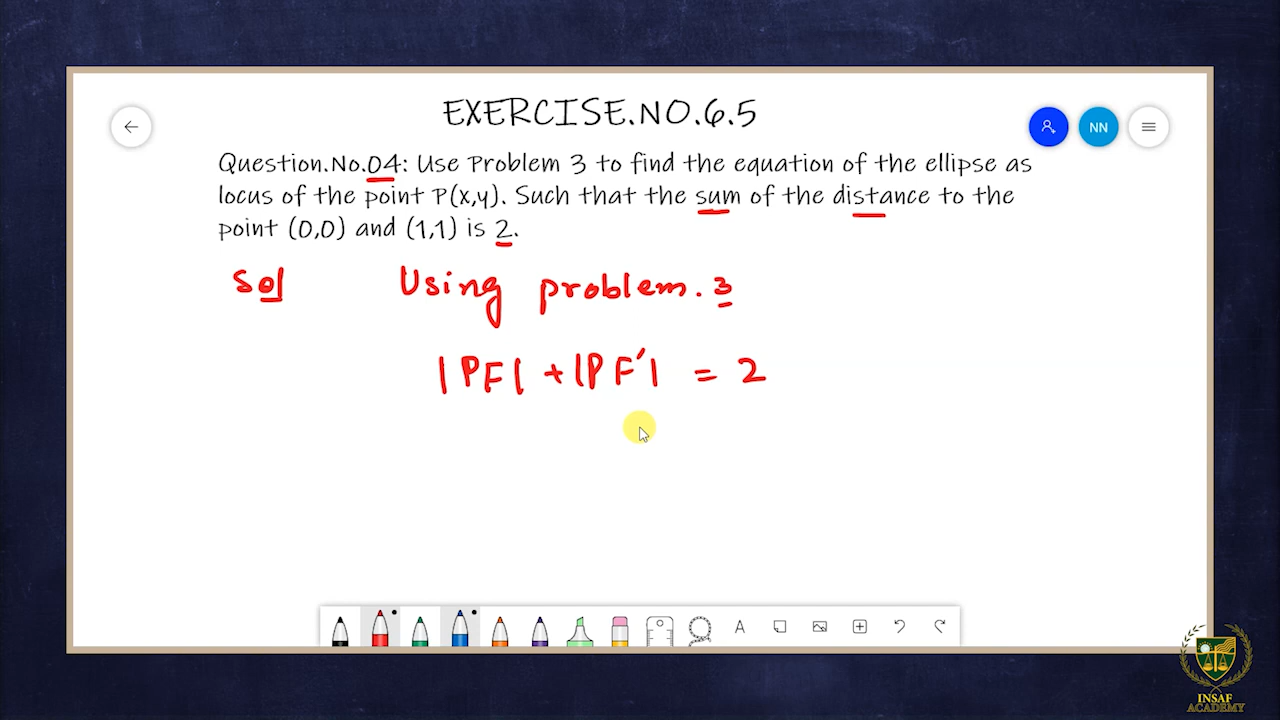 EXERCISE.NO.6.5
NN
Question.No.04: Use Problem 3 to find the equation of the ellipse as
locus of the point P(x,y). Such that the sum of the distance to the
point (0,0) and (1,1) is 2.
Sol Using problem.3
|PF| + |PF'| = 2
A
INSAF
ACADEMY